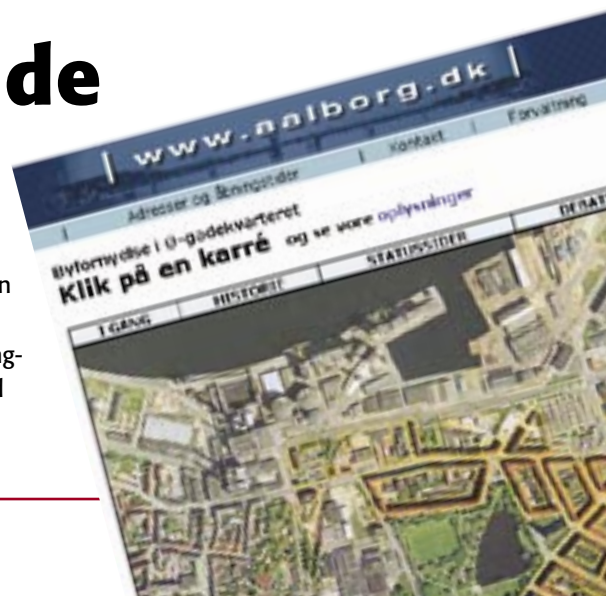 de
| www.aalborg.dk |
| Adresser og åbningstider | Kontakt | Forvaltning
Byfornyelse i Ø-gadekvarteret
Klik på en karré og se vore oplysninger
I GANG HISTORIE STATUSSIDER DEBAT
n
g-
l